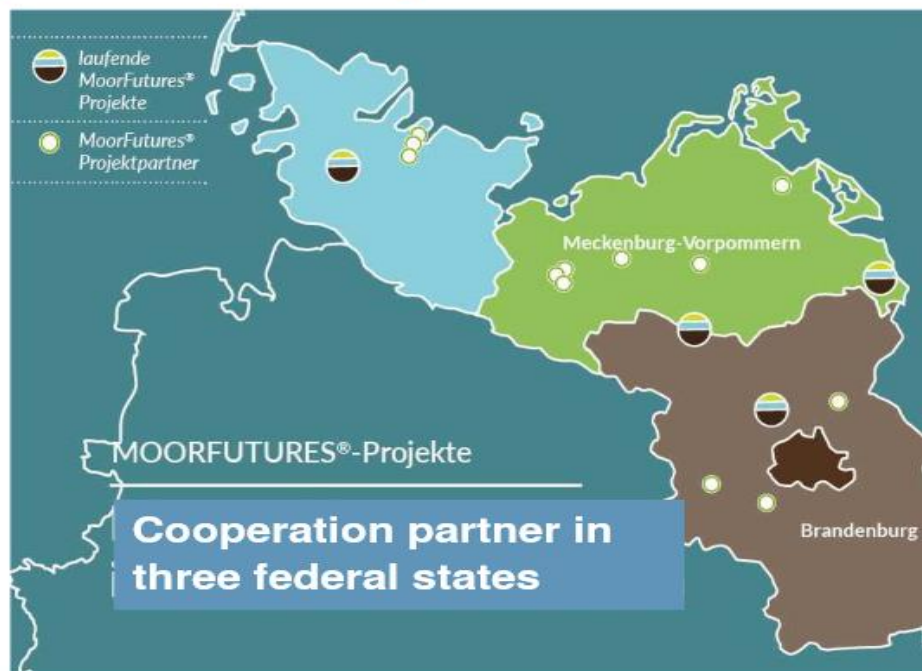 laufende
MoorFutures®
Projekte
MoorFutures®
Projektpartner
Meckenburg-Vorpommern
MOORFUTURES®-Projekte
Cooperation partner in
three federal states
Brandenburg